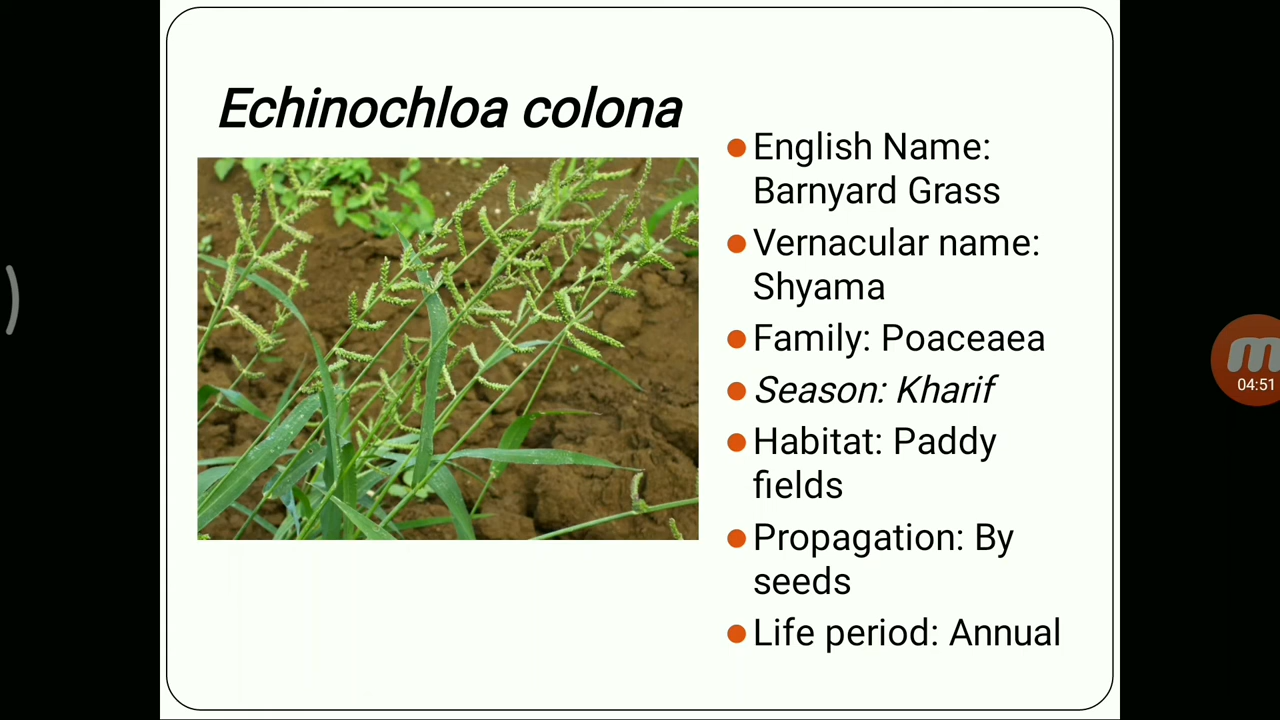 Echinochloa colona
English Name:
Barnyard Grass
Vernacular name:
Shyama
Family: Poaceaea
Season: Kharif
Habitat: Paddy
fields
Propagation: By
seeds
Life period: Annual
m
04:51